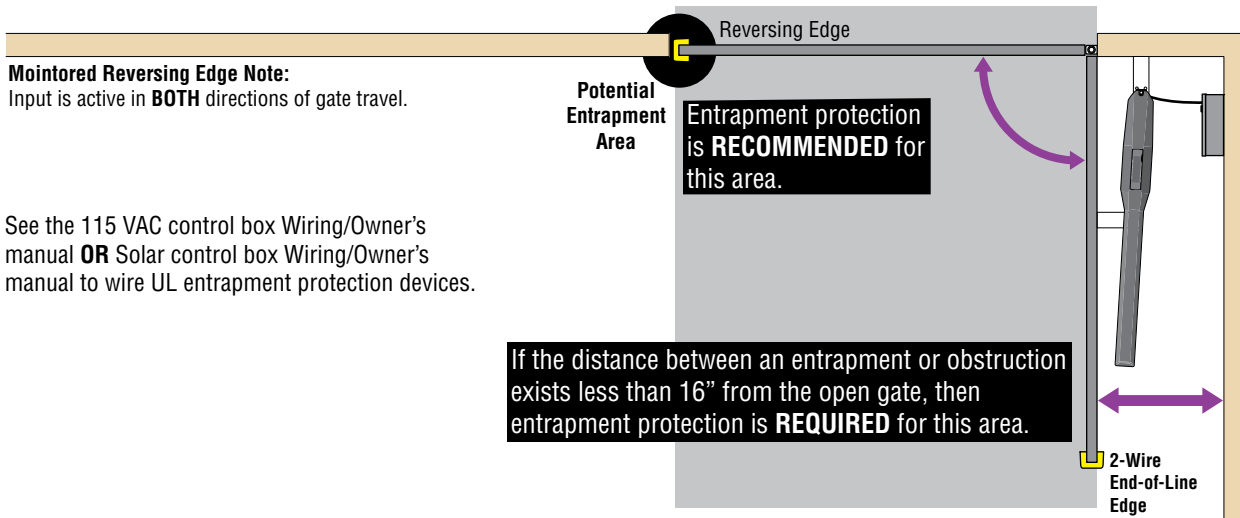 Reversing Edge
Mointored Reversing Edge Note:
Input is active in BOTH directions of gate travel.
Potential
Entrapment
Area
Entrapment protection
is RECOMMENDED for
this area.
See the 115 VAC control box Wiring/Owner’s
manual OR Solar control box Wiring/Owner’s
manual to wire UL entrapment protection devices.
If the distance between an entrapment or obstruction
exists less than 16” from the open gate, then
entrapment protection is REQUIRED for this area.
2-Wire
End-of-Line
Edge